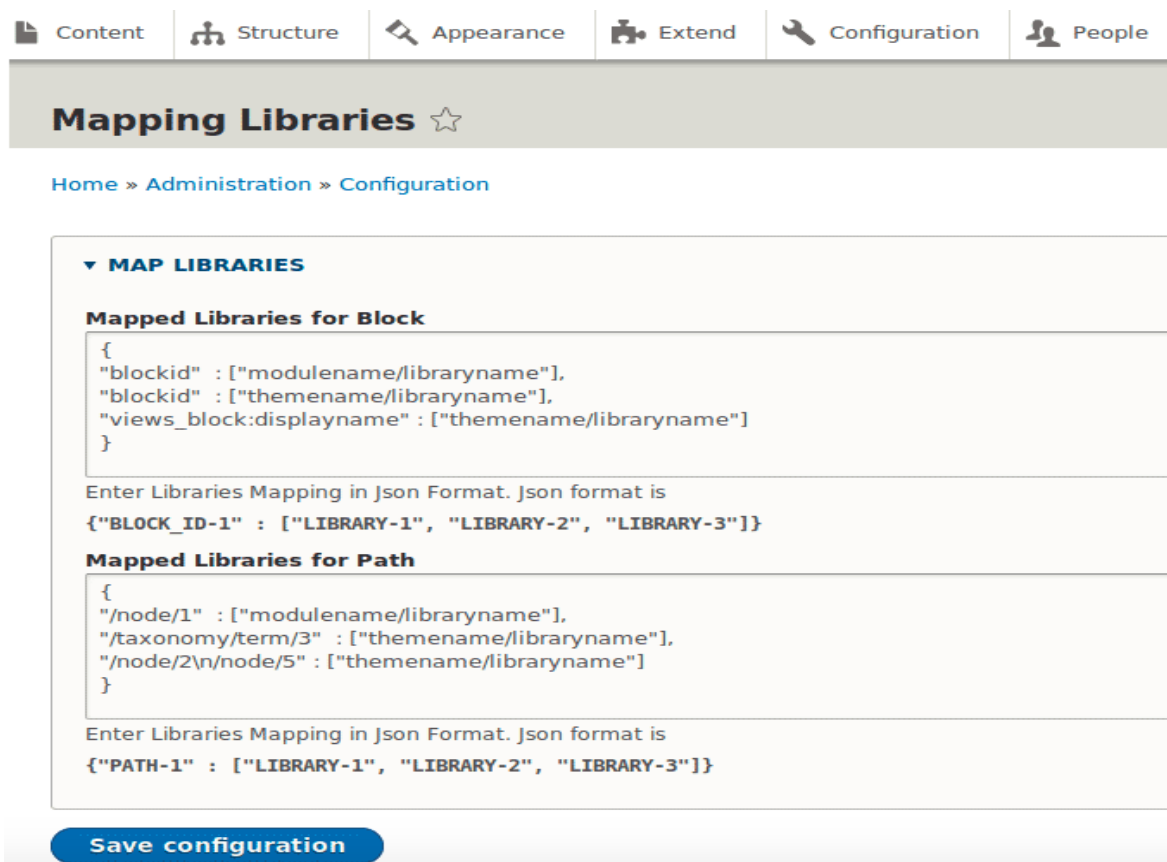 Content Structure Appearance Extend Configuration People
Mapping Libraries
Home » Administration » Configuration
▾ MAP LIBRARIES
Mapped Libraries for Block
{
"blockid"  : ["modulename/libraryname"],
"blockid" : ["themename/libraryname"],
"views_block:displayname" : ["themename/libraryname"]
}
Enter Libraries Mapping in Json Format. Json format is
{"BLOCK_ID-1" : ["LIBRARY-1", "LIBRARY-2", "LIBRARY-3"]}
Mapped Libraries for Path
{
"/node/1"  : ["modulename/libraryname"],
"/taxonomy/term/3"  : ["themename/libraryname"],
"/node/2\n/node/5" : ["themename/libraryname"]
}
Enter Libraries Mapping in Json Format. Json format is
{"PATH-1" : ["LIBRARY-1", "LIBRARY-2", "LIBRARY-3"]}
Save configuration